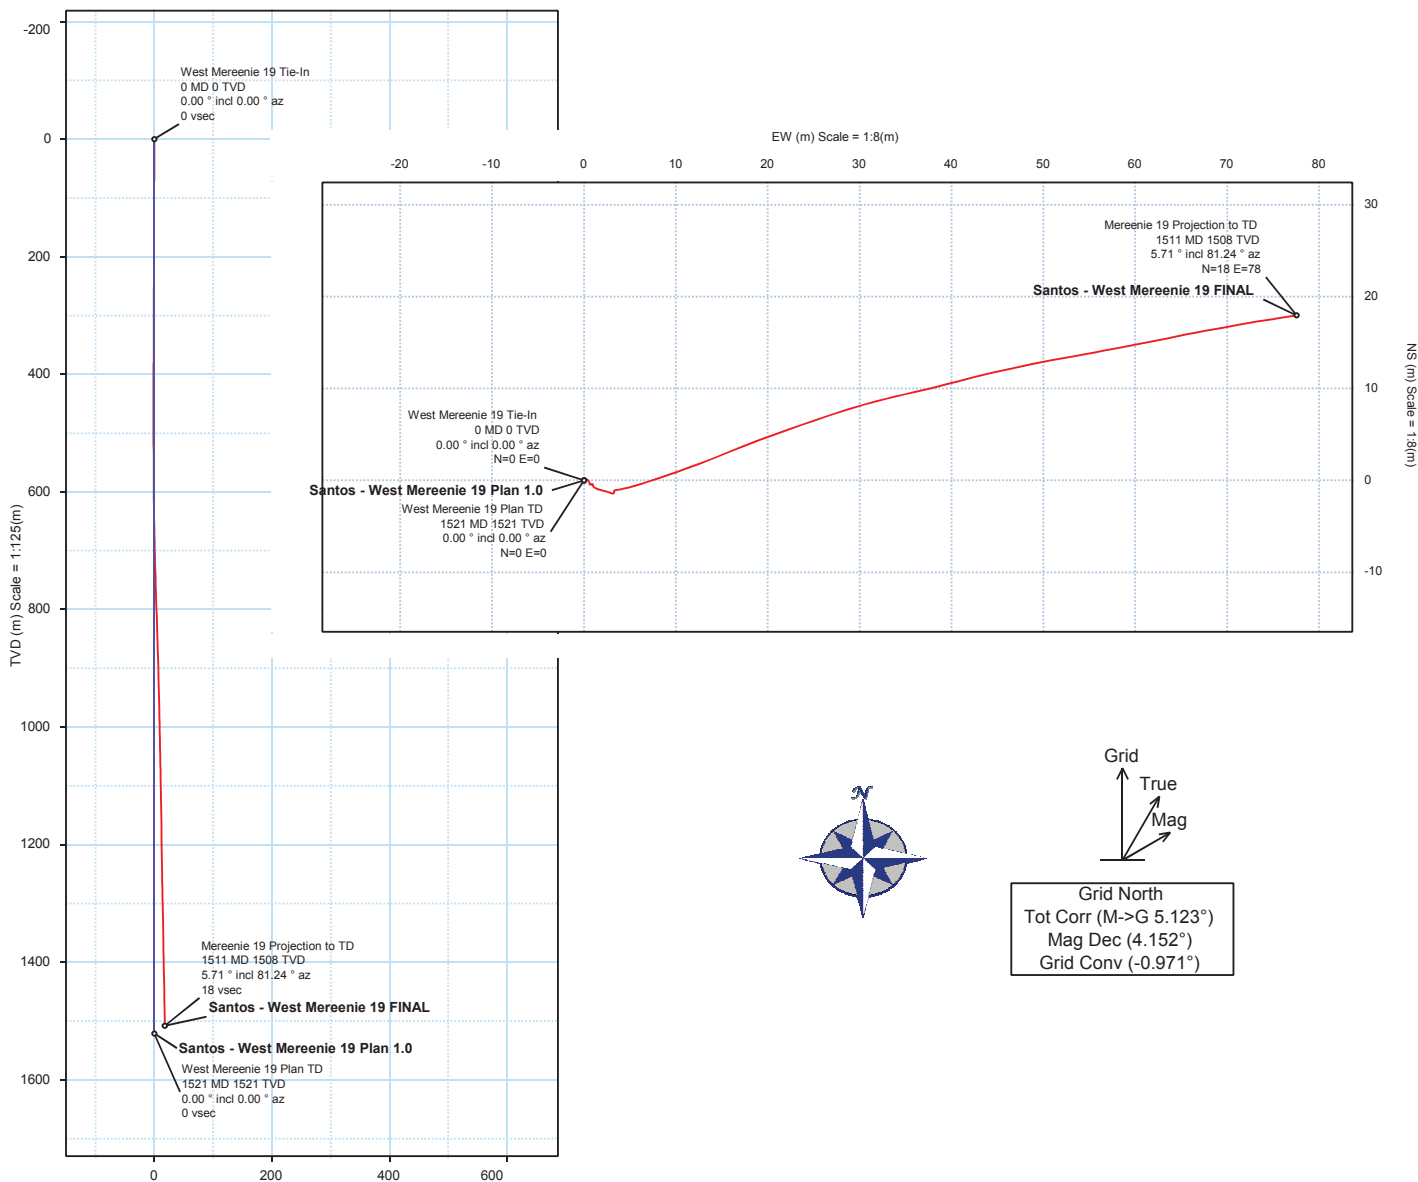 -200
0
200
400
600
800
1000
1200
1400
1600
TVD (m) Scale = 1:125(m)
0
200
400
600
West Mereenie 19 Tie-In
0 MD 0 TVD
0.00 ° incl 0.00 ° az
0 vsec
Mereenie 19 Projection to TD
1511 MD 1508 TVD
5.71 ° incl 81.24 ° az
18 vsec
Santos - West Mereenie 19 FINAL
Santos - West Mereenie 19 Plan 1.0
West Mereenie 19 Plan TD
1521 MD 1521 TVD
0.00 ° incl 0.00 ° az
0 vsec
EW (m) Scale = 1:8(m)
-20
-10
0
10
20
30
40
50
60
70
80
30
20
10
0
-10
NS (m) Scale = 1:8(m)
Mereenie 19 Projection to TD
1511 MD 1508 TVD
5.71 ° incl 81.24 ° az
N=18 E=78
Santos - West Mereenie 19 FINAL
West Mereenie 19 Tie-In
0 MD 0 TVD
0.00 ° incl 0.00 ° az
N=0 E=0
Santos - West Mereenie 19 Plan 1.0
West Mereenie 19 Plan TD
1521 MD 1521 TVD
0.00 ° incl 0.00 ° az
N=0 E=0
N
Grid
True
Mag
Grid North
Tot Corr (M->G 5.123°)
Mag Dec (4.152°)
Grid Conv (-0.971°)